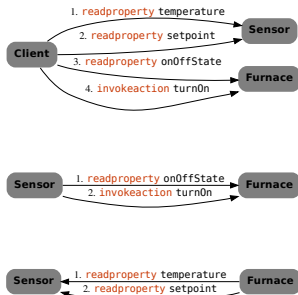 1. readproperty temperature
Sensor
2. readproperty setpoint
Client
3. readproperty onOffState
Furnace
4. invokeaction turnOn
Sensor
1. readproperty onOffState
Furnace
2. invokeaction turnOn
Sensor
1. readproperty temperature
Furnace
2. readproperty setpoint